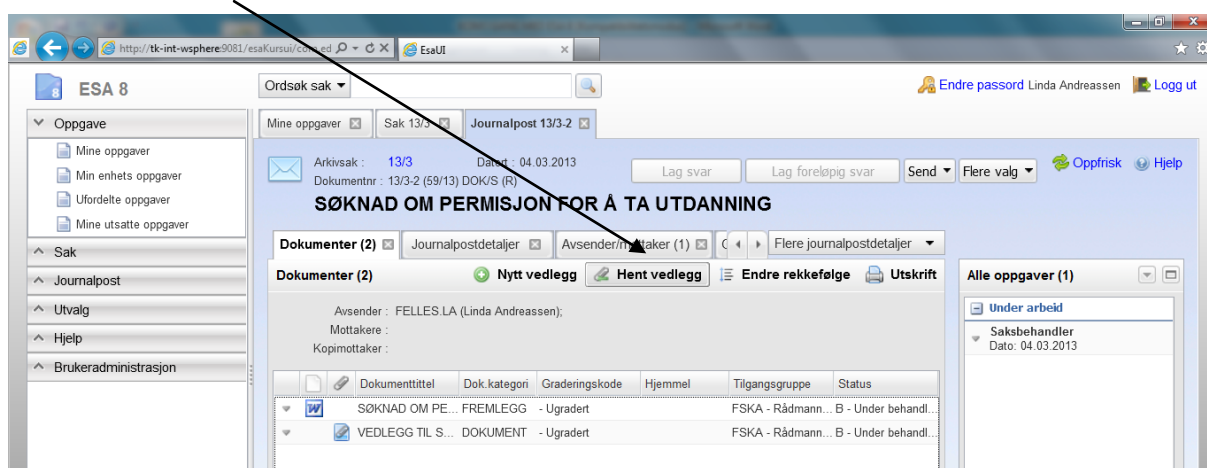 http://tk-int-wsphere:9081/esaKursui/core.ed
EsaUI
ESA 8
Ordsøk sak
Endre passord Linda Andreassen
Logg ut
Oppgave
Mine oppgaver
Min enhets oppgaver
Ufordelte oppgaver
Mine utsatte oppgaver
Sak
Journalpost
Utvalg
Hjelp
Brukeradministrasjon
Mine oppgaver
Sak 13/3
Journalpost 13/3-2
Arkivsak : 13/3 Datert : 04.03.2013
Dokumentnr : 13/3-2 (59/13) DOK/S (R)
Lag svar
Lag foreløpig svar
Send
Flere valg
Oppfrisk
Hjelp
SØKNAD OM PERMISJON FOR Å TA UTDANNING
Dokumenter (2)
Journalpostdetaljer
Avsender/mottaker (1)
Flere journalpostdetaljer
Dokumenter (2)
Nytt vedlegg
Hent vedlegg
Endre rekkefølge
Utskrift
Avsender : FELLES.LA (Linda Andreassen);
Mottakere :
Kopimottaker :
Dokumenttittel Dok.kategori Graderingskode Hjemmel Tilgangsgruppe Status
SØKNAD OM PE... FREMLEGG - Ugradert FSKA - Rådmann... B - Under behandl...
VEDLEGG TIL S... DOKUMENT - Ugradert FSKA - Rådmann... B - Under behandl...
Alle oppgaver (1)
Under arbeid
Saksbehandler
Dato: 04.03.2013